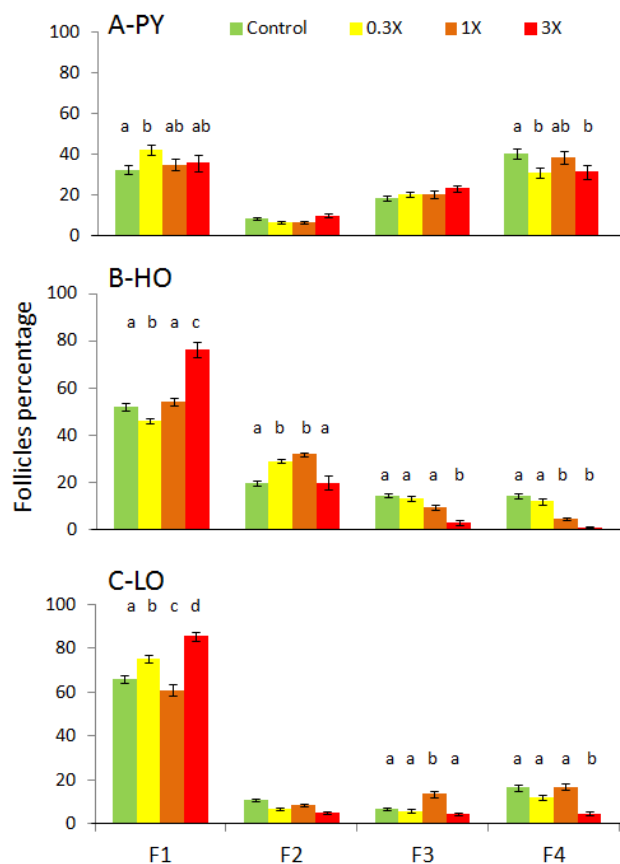 A-PY
Control 0.3X 1X 3X
100
80
60
40
20
0
a b ab ab
a b ab b
B-HO
100
80
60
40
20
0
a b a c
a b b a
a a a b
a a b b
Follicles percentage
C-LO
100
80
60
40
20
0
a b c d
a a b a
a a a b
F1 F2 F3 F4